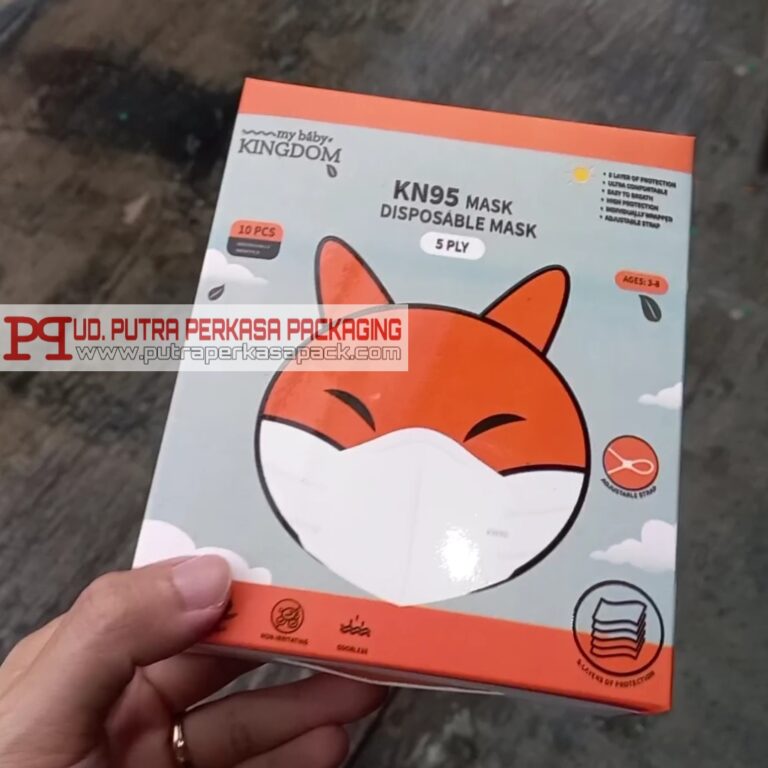 my baby
KINGDOM
KN95 MASK
DISPOSABLE MASK
5 PLY
10 PCS
5 LAYER OF PROTECTION
ULTRA COMFORTABLE
EASY TO BREATH
HIGH PROTECTION
INDIVIDUALLY WRAPPED
ADJUSTABLE STRAP
AGES: 3-8
UD. PUTRA PERKASA PACKAGING
www.putraperkasapack.com
ADJUSTABLE STRAP
KN95
NON-IRRITATING
ODORLESS
5-LAYERS OF PROTECTION